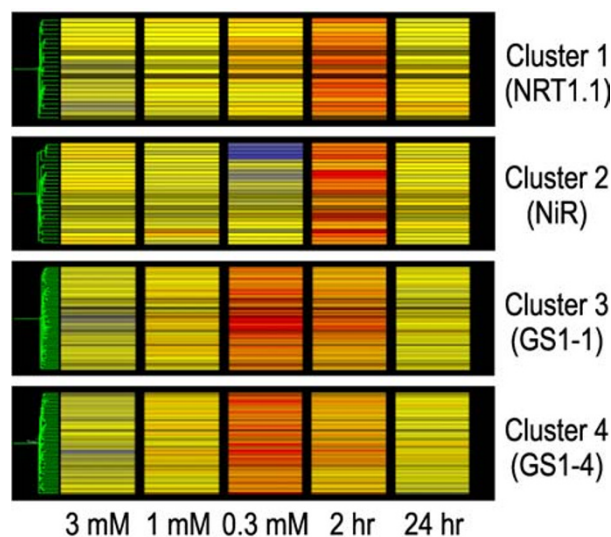 Cluster 1
(NRT1.1)
Cluster 2
(NiR)
Cluster 3
(GS1-1)
Cluster 4
(GS1-4)
3 mM 1 mM 0.3 mM 2 hr 24 hr